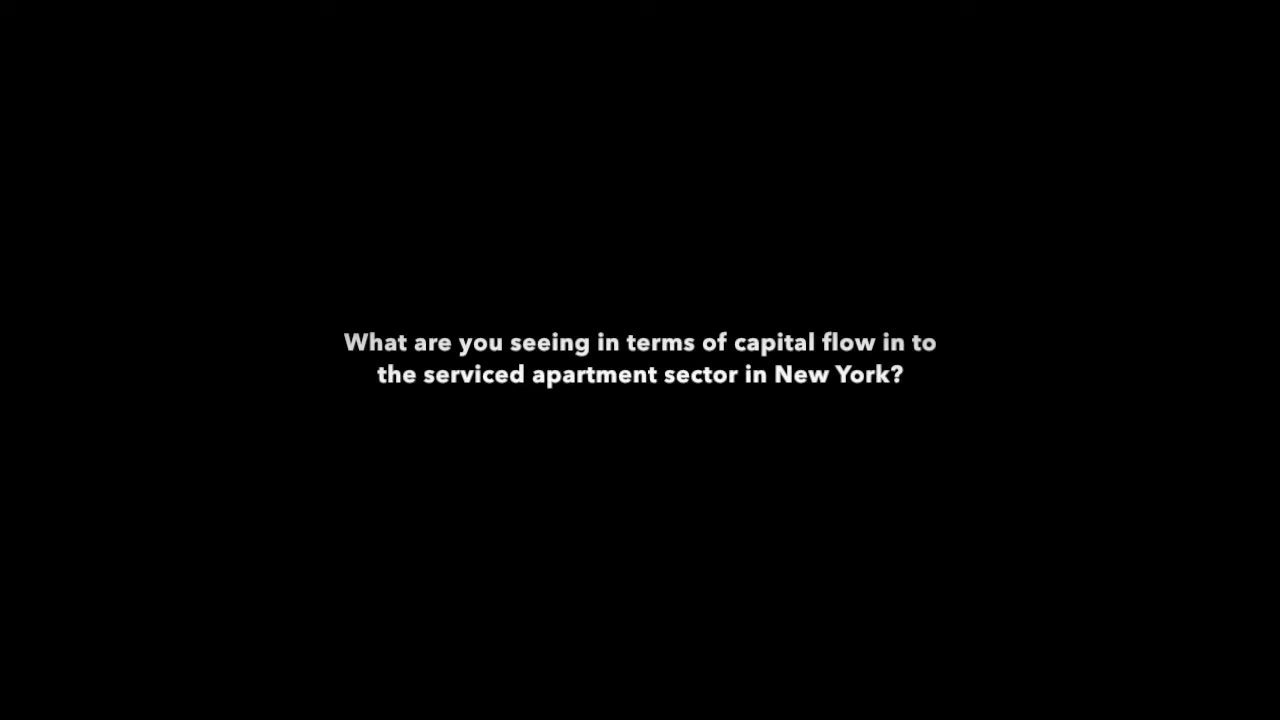 What are you seeing in terms of capital flow in to
the serviced apartment sector in New York?